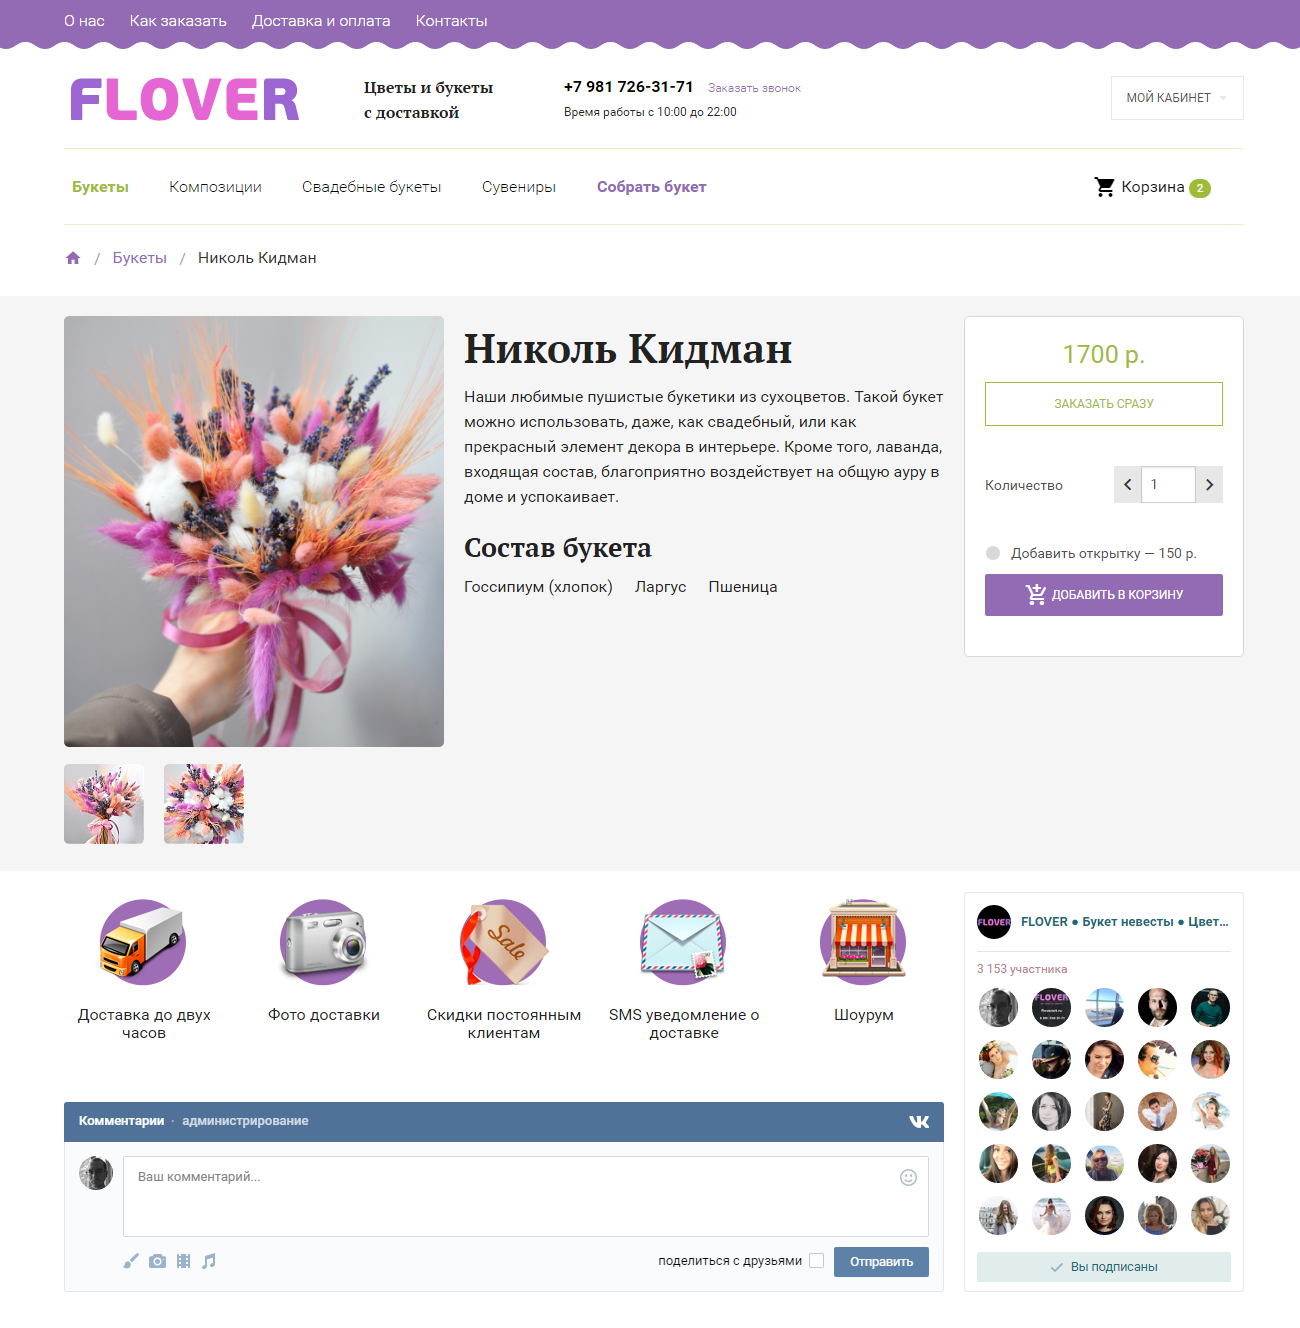 О нас Как заказать Доставка и оплата Контакты
FLOVER
Цветы и букеты
с доставкой
+7 981 726-31-71 Заказать звонок
Время работы с 10:00 до 22:00
МОЙ КАБИНЕТ
Букеты Композиции Свадебные букеты Сувениры Собрать букет
Корзина 2
/ Букеты / Николь Кидман
Николь Кидман
Наши любимые пушистые букетики из сухоцветов. Такой букет
можно использовать, даже, как свадебный, или как
прекрасный элемент декора в интерьере. Кроме того, лаванда,
входящая состав, благоприятно воздействует на общую ауру в
доме и успокаивает.
Состав букета
Госсипиум (хлопок) Ларгус Пшеница
1700 р.
ЗАКАЗАТЬ СРАЗУ
Количество 1
Добавить открытку — 150 р.
ДОБАВИТЬ В КОРЗИНУ
Sale
Доставка до двух
часов
Фото доставки
Скидки постоянным
клиентам
SMS уведомление о
доставке
Шоурум
FLOVER
FLOVER ● Букет невесты ● Цвет...
3 153 участника
FLOVER
Вы подписаны
Комментарии · администрирование
Ваш комментарий...
поделиться с друзьями
Отправить